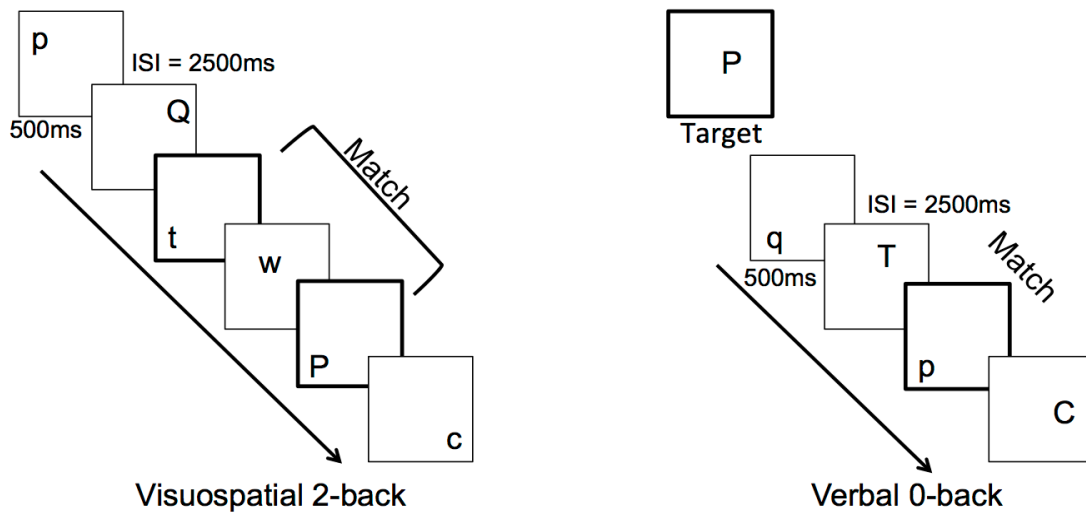 p
ISI = 2500ms
Q
500ms
Match
t
w
P
c
Visuospatial 2-back
P
Target
ISI = 2500ms
q
T
500ms
Match
p
C
Verbal 0-back